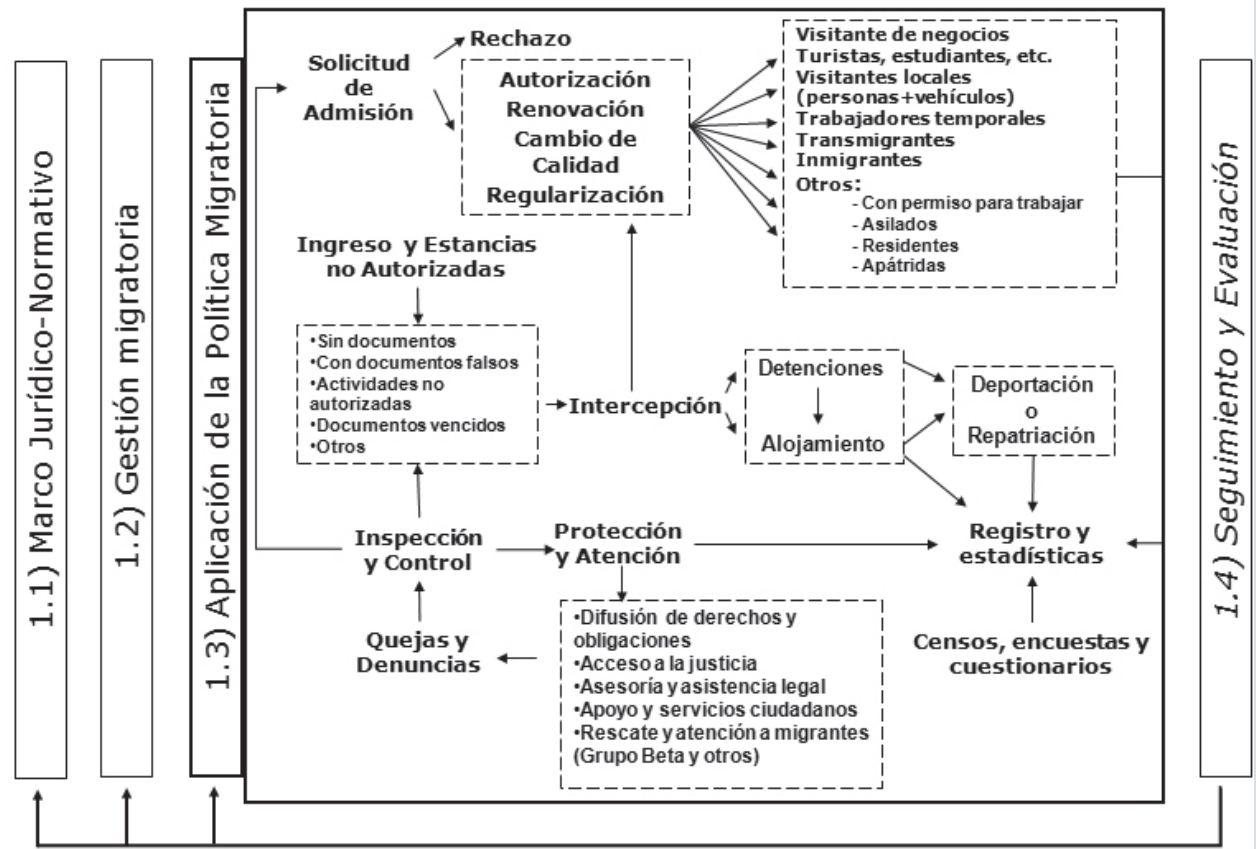 1.1) Marco Jurídico-Normativo
1.2) Gestión migratoria
1.3) Aplicación de la Política Migratoria
Solicitud
de
Admisión
Rechazo
Autorización
Renovación
Cambio de
Calidad
Regularización
Visitante de negocios
Turistas, estudiantes, etc.
Visitantes locales
(personas+vehículos)
Trabajadores temporales
Transmigrantes
Inmigrantes
Otros:
- Con permiso para trabajar
- Asilados
- Residentes
- Apátridas
Ingreso y Estancias
no Autorizadas
•Sin documentos
•Con documentos falsos
•Actividades no
autorizadas
•Documentos vencidos
•Otros
Intercepción
Detenciones
Alojamiento
Deportación
o
Repatriación
Inspección
y Control
Protección
y Atención
Registro y
estadísticas
Quejas y
Denuncias
•Difusión de derechos y
obligaciones
•Acceso a la justicia
•Asesoría y asistencia legal
•Apoyo y servicios ciudadanos
•Rescate y atención a migrantes
(Grupo Beta y otros)
Censos, encuestas y
cuestionarios
1.4) Seguimiento y Evaluación